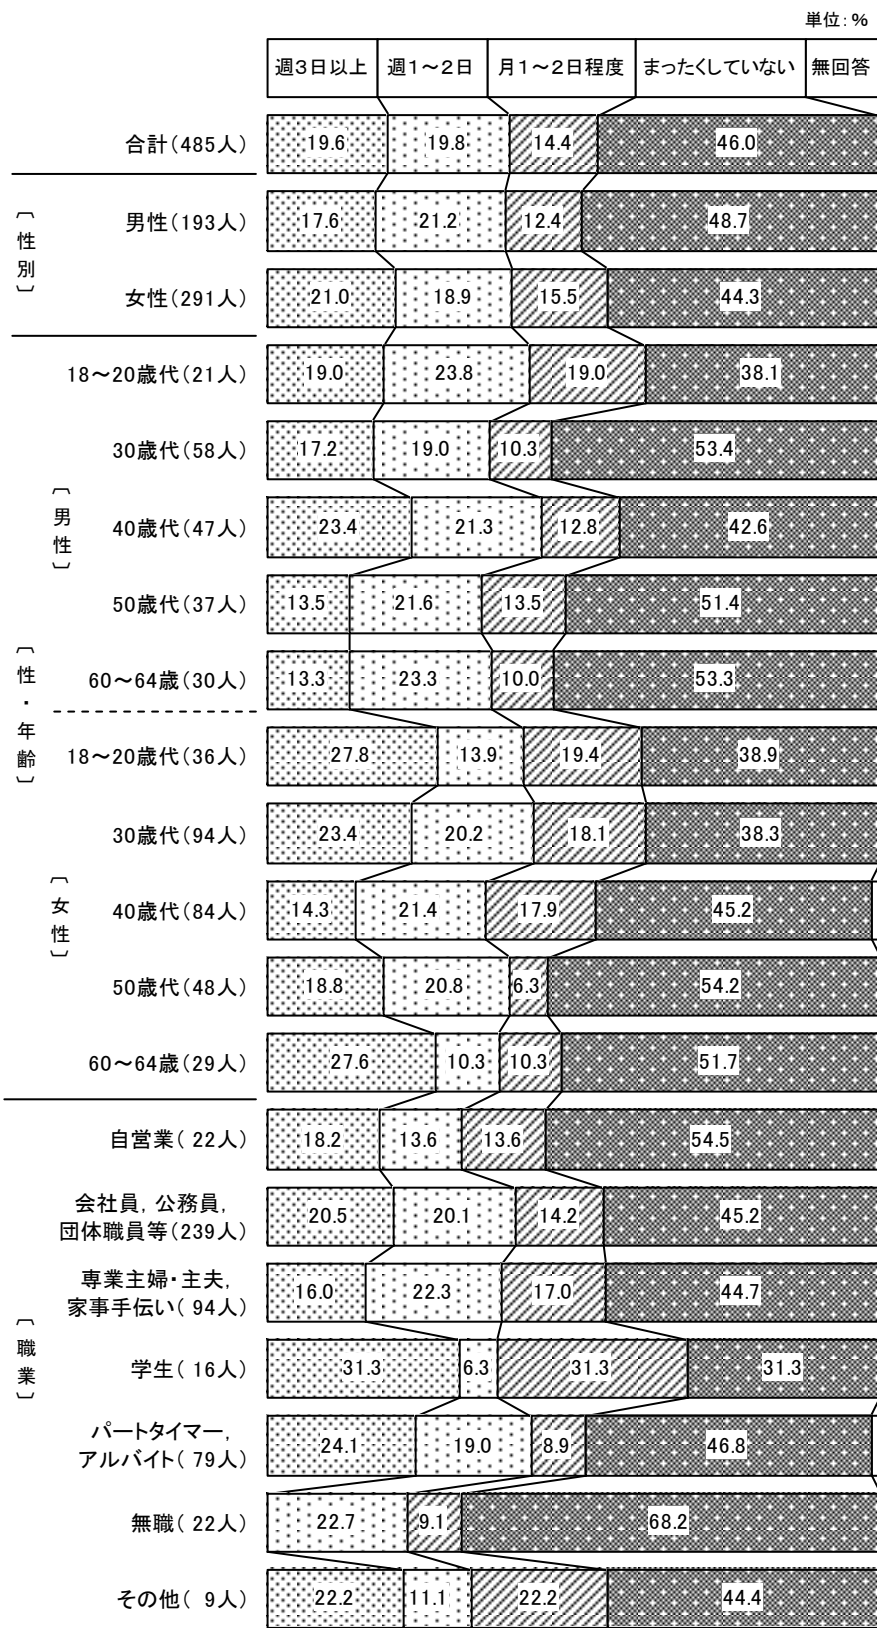 単位：％
週３日以上 週１～２日 月１～２日程度 まったくしていない 無回答
合計（485人） 19.6 19.8 14.4 46.0
〔性別〕
男性（193人） 17.6 21.2 12.4 48.7
女性（291人） 21.0 18.9 15.5 44.3
〔性・年齢〕
〔男性〕
18～20歳代（21人） 19.0 23.8 19.0 38.1
30歳代（58人） 17.2 19.0 10.3 53.4
40歳代（47人） 23.4 21.3 12.8 42.6
50歳代（37人） 13.5 21.6 13.5 51.4
60～64歳（30人） 13.3 23.3 10.0 53.3
〔女性〕
18～20歳代（36人） 27.8 13.9 19.4 38.9
30歳代（94人） 23.4 20.2 18.1 38.3
40歳代（84人） 14.3 21.4 17.9 45.2
50歳代（48人） 18.8 20.8 6.3 54.2
60～64歳（29人） 27.6 10.3 10.3 51.7
〔職業〕
自営業（ 22人） 18.2 13.6 13.6 54.5
会社員，公務員，
団体職員等（239人） 20.5 20.1 14.2 45.2
専業主婦・主夫，
家事手伝い（ 94人） 16.0 22.3 17.0 44.7
学生（ 16人） 31.3 6.3 31.3 31.3
パートタイマー，
アルバイト（ 79人） 24.1 19.0 8.9 46.8
無職（ 22人） 22.7 9.1 68.2
その他（ 9人） 22.2 11.1 22.2 44.4